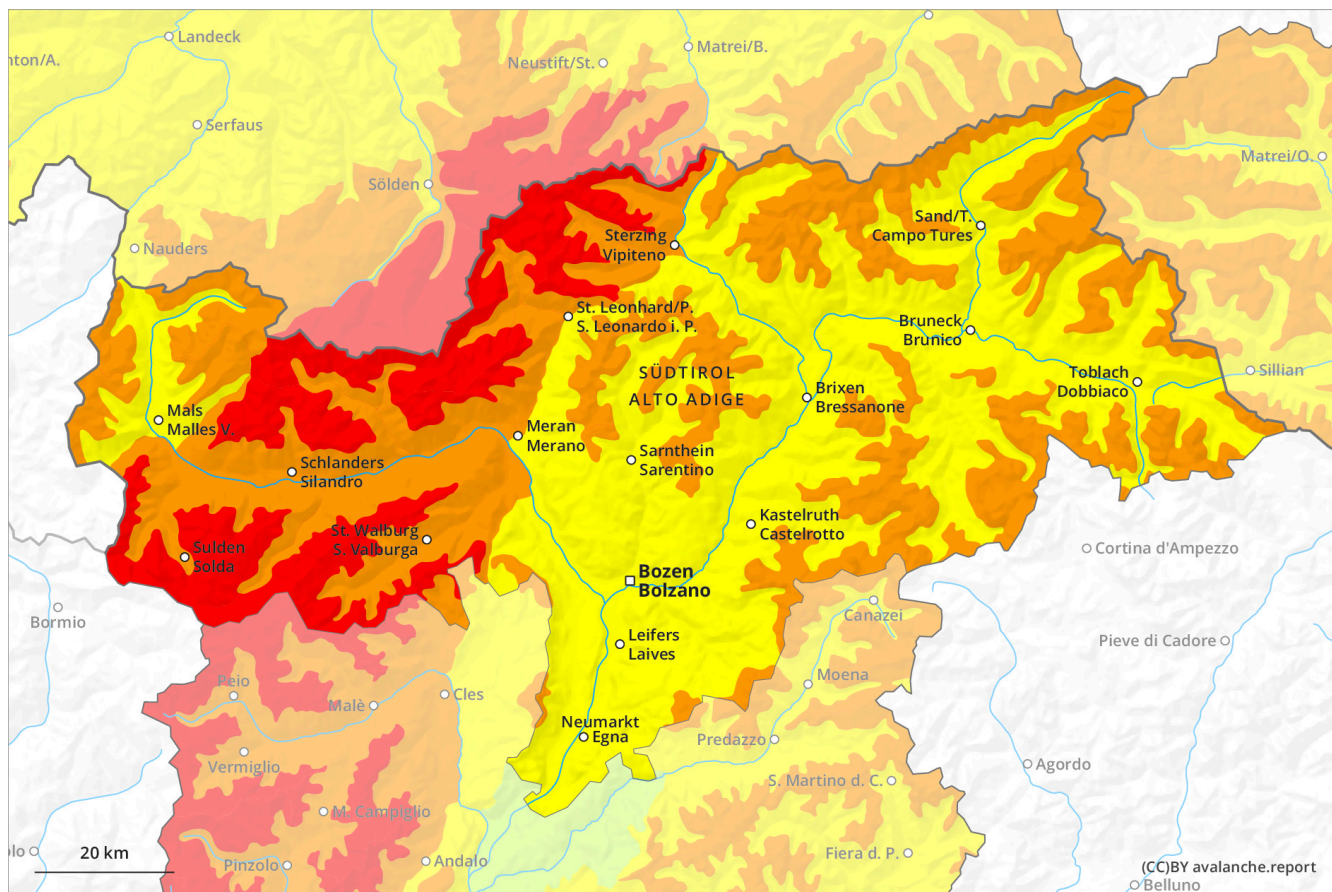 Landeck
nton/A.
Matrei/B.
Neustift/St.
Serfaus
Matrei/O.
Sölden
Nauders
Sand/T.
Campo Tures
Sterzing
Vipiteno
St. Leonhard/P.
S. Leonardo i. P.
Bruneck
Brunico
SÜDTIROL
ALTO ADIGE
Toblach
Dobbiaco
Sillian
Brixen
Bressanone
Mals
Malles V.
Meran
Merano
Schlanders
Silandro
Sarnthein
Sarentino
Kastelruth
Castelrotto
St. Walburg
S. Valburga
Sulden
Solda
Cortina d'Ampezzo
Bozen
Bolzano
Bormio
Canazei
Leifers
Laives
Pieve di Cadore
Peio
Cles
Moena
Malè
Neumarkt
Egna
Predazzo
Vermiglio
Agordo
S. Martino d. C.
M. Campiglio
olo
20 km
Pinzolo
Andalo
Fiera d. P.
(CC)BY avalanche.report
Belluno